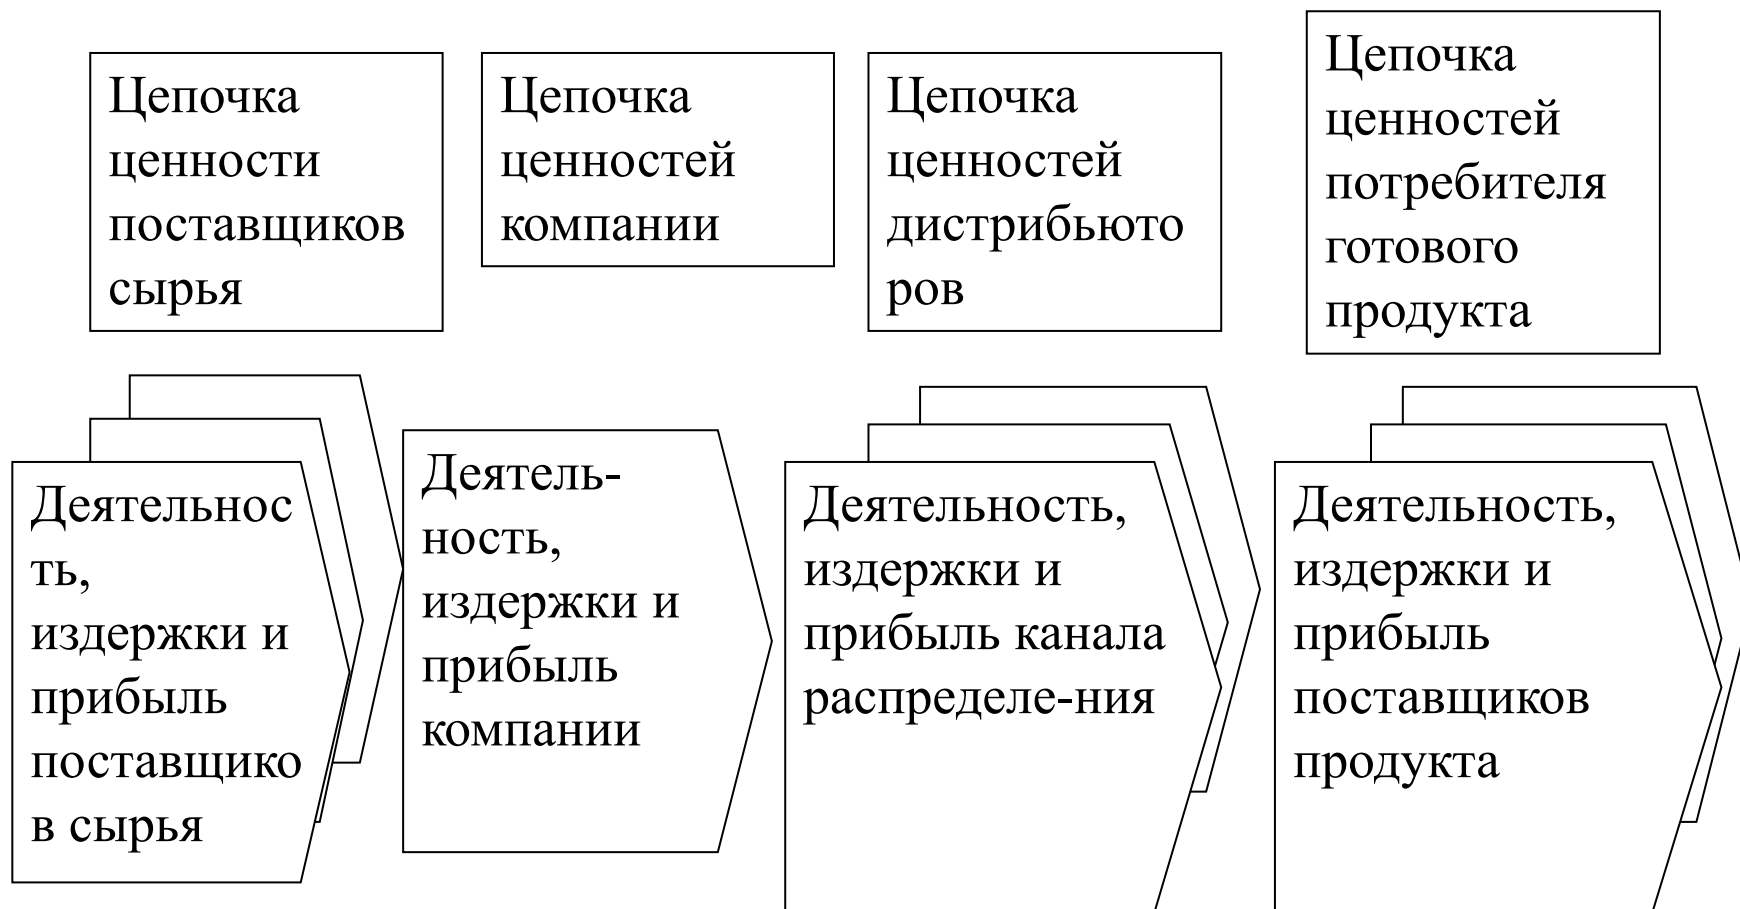 Цепочка
ценности
поставщиков
сырья
Цепочка
ценностей
компании
Цепочка
ценностей
дистрибьюто
ров
Цепочка
ценностей
потребителя
готового
продукта
Деятельнос
ть,
издержки и
прибыль
поставщико
в сырья
Деятель-
ность,
издержки и
прибыль
компании
Деятельность,
издержки и
прибыль канала
распределе-ния
Деятельность,
издержки и
прибыль
поставщиков
продукта